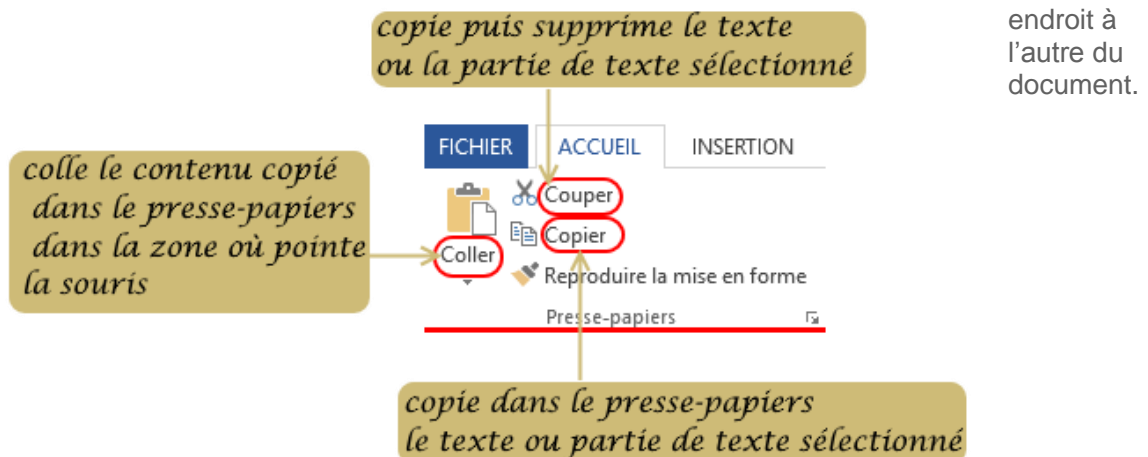 copie puis supprime le texte
ou la partie de texte sélectionné
endroit à
l’autre du
document.
FICHIER ACCUEIL INSERTION
colle le contenu copié
dans le presse-papiers
dans la zone où pointe
la souris
Couper
Copier
Coller
Reproduire la mise en forme
Presse-papiers
copie dans le presse-papiers
le texte ou partie de texte sélectionné